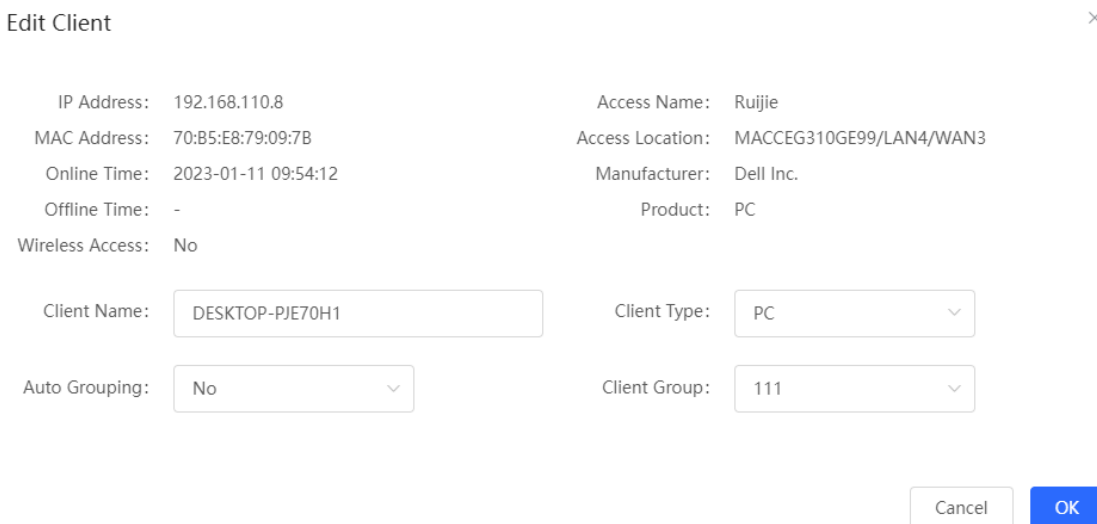 Edit Client
IP Address: 192.168.110.8 Access Name: Ruijie
MAC Address: 70:B5:E8:79:09:7B Access Location: MACCEG310GE99/LAN4/WAN3
Online Time: 2023-01-11 09:54:12 Manufacturer: Dell Inc.
Offline Time: - Product: PC
Wireless Access: No
Client Name: DESKTOP-PJE70H1 Client Type: PC
Auto Grouping: No Client Group: 111
Cancel OK